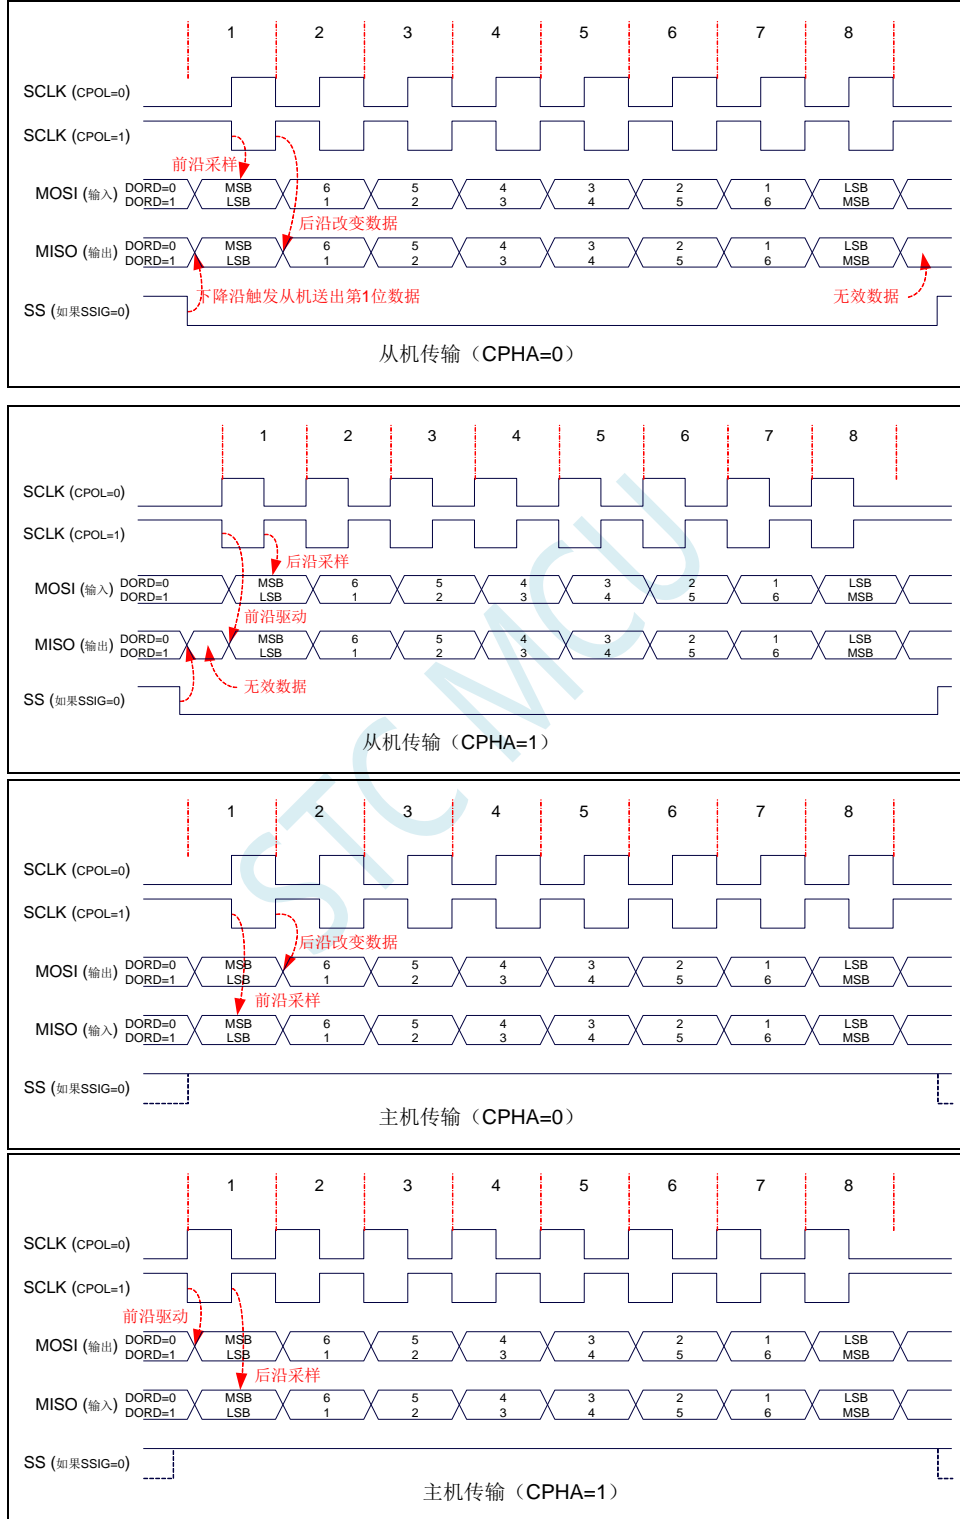 1 2 3 4 5 6 7 8
SCLK (CPOL=0)
SCLK (CPOL=1)
前沿采样
MOSI (输入) DORD=0 MSB 6 5 4 3 2 1 LSB
DORD=1 LSB 1 2 3 4 5 6 MSB
后沿改变数据
MISO (输出) DORD=0 MSB 6 5 4 3 2 1 LSB
DORD=1 LSB 1 2 3 4 5 6 MSB
下降沿触发从机送出第1位数据 无效数据
SS (如果SSIG=0)
从机传输（CPHA=0）
1 2 3 4 5 6 7 8
SCLK (CPOL=0)
SCLK (CPOL=1)
后沿采样
MOSI (输入) DORD=0 MSB 6 5 4 3 2 1 LSB
DORD=1 LSB 1 2 3 4 5 6 MSB
前沿驱动
MISO (输出) DORD=0 MSB 6 5 4 3 2 1 LSB
DORD=1 LSB 1 2 3 4 5 6 MSB
无效数据
SS (如果SSIG=0)
从机传输（CPHA=1）
STC MCU
1 2 3 4 5 6 7 8
SCLK (CPOL=0)
SCLK (CPOL=1)
后沿改变数据
MOSI (输出) DORD=0 MSB 6 5 4 3 2 1 LSB
DORD=1 LSB 1 2 3 4 5 6 MSB
前沿采样
MISO (输入) DORD=0 MSB 6 5 4 3 2 1 LSB
DORD=1 LSB 1 2 3 4 5 6 MSB
SS (如果SSIG=0)
主机传输（CPHA=0）
1 2 3 4 5 6 7 8
SCLK (CPOL=0)
SCLK (CPOL=1)
前沿驱动
MOSI (输出) DORD=0 MSB 6 5 4 3 2 1 LSB
DORD=1 LSB 1 2 3 4 5 6 MSB
后沿采样
MISO (输入) DORD=0 MSB 6 5 4 3 2 1 LSB
DORD=1 LSB 1 2 3 4 5 6 MSB
SS (如果SSIG=0)
主机传输（CPHA=1）